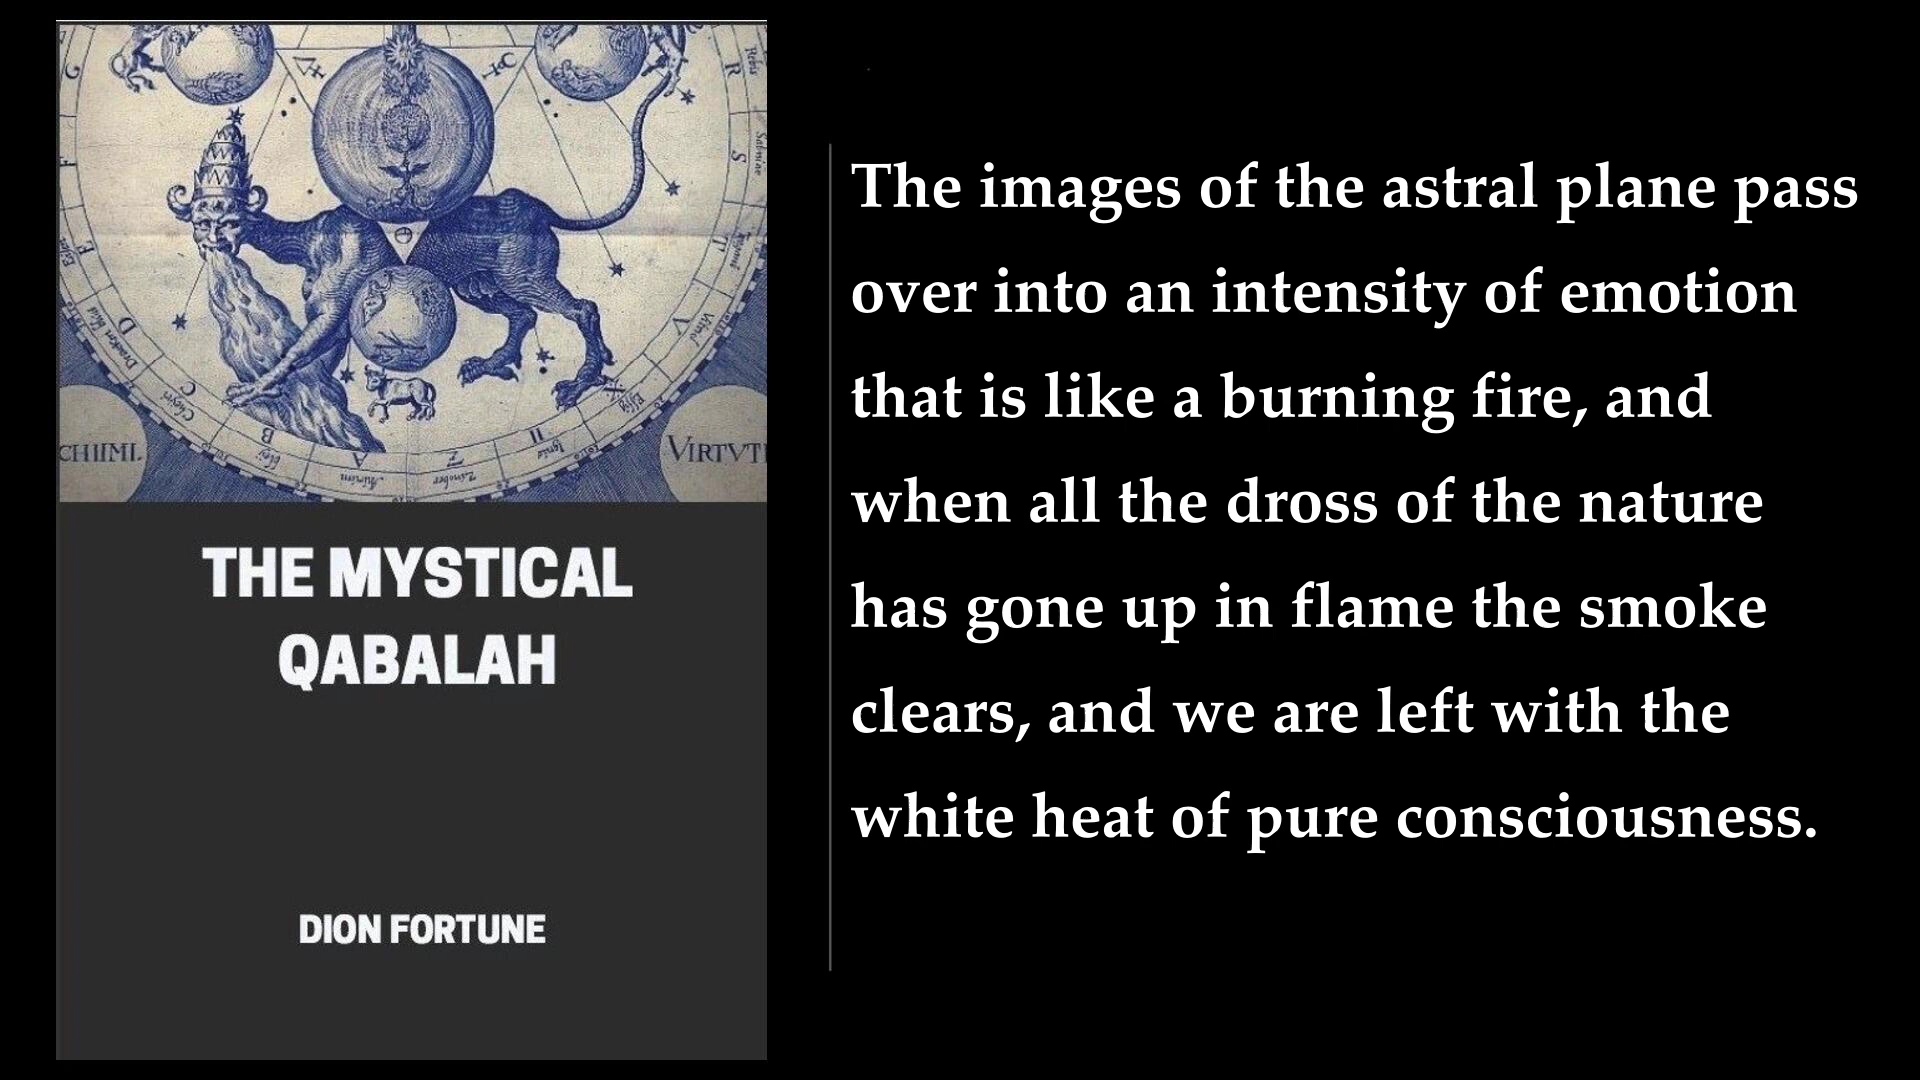 CHIIMI.
VIRTVT
THE MYSTICAL
QABALAH
DION FORTUNE
The images of the astral plane pass
over into an intensity of emotion
that is like a burning fire, and
when all the dross of the nature
has gone up in flame the smoke
clears, and we are left with the
white heat of pure consciousness.